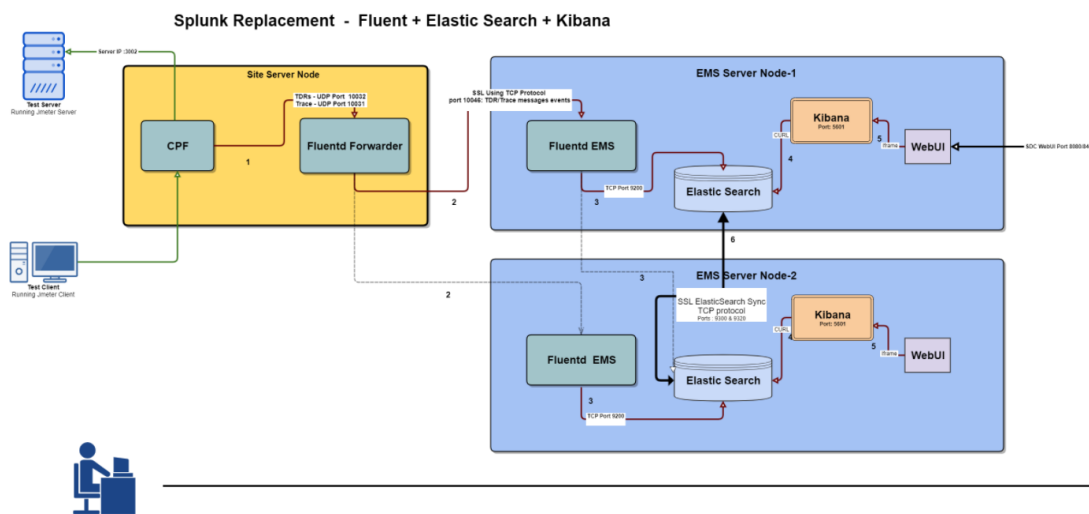 Splunk Replacement - Fluent + Elastic Search + Kibana
Server IP :3902
Test Server
Running Jmeter Server
Site Server Node
TDRs - UDP Port 10032
Trace - UDP Port 10031
CPF
1
Fluentd Forwarder
2
2
Test Client
Running Jmeter Client
SSL Using TCP Protocol
port 10046: TDR/Trace messages events
EMS Server Node-1
Fluentd EMS
3
TCP Port 9200
Elastic Search
Kibana
Port: 5601
CURL
4
5
Iframe
WebUI
SDC WebUI Port
6
EMS Server Node-2
3
SSL ElasticSearch Sync
TCP protocol
Ports : 9300 & 9320
Fluentd EMS
3
TCP Port 9200
Elastic Search
Kibana
Port: 5601
CURL
4
5
Iframe
WebUI